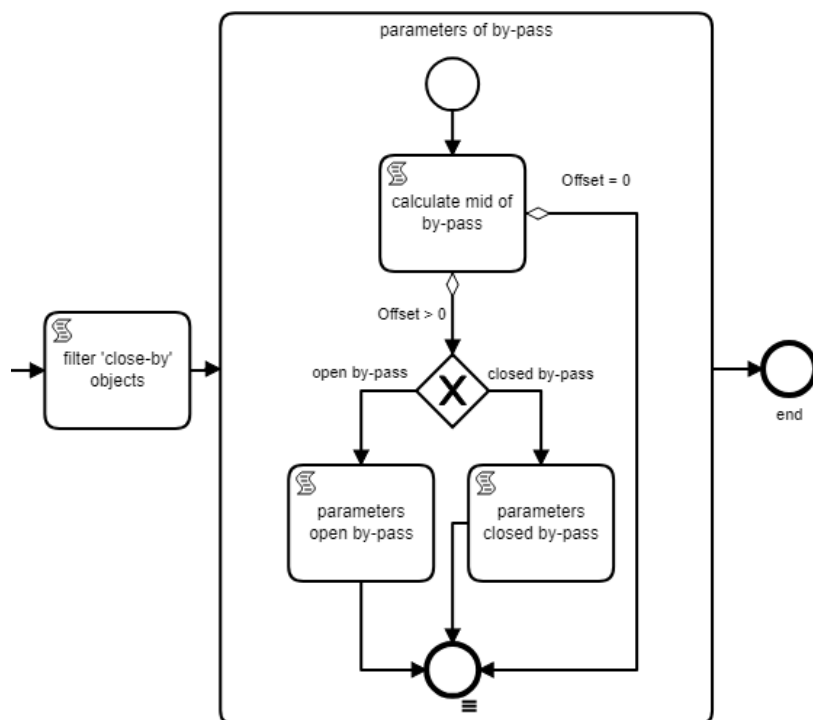 parameters of by-pass
calculate mid of
by-pass
Offset = 0
Offset > 0
filter 'close-by'
objects
open by-pass
closed by-pass
X
end
parameters
open by-pass
parameters
closed by-pass